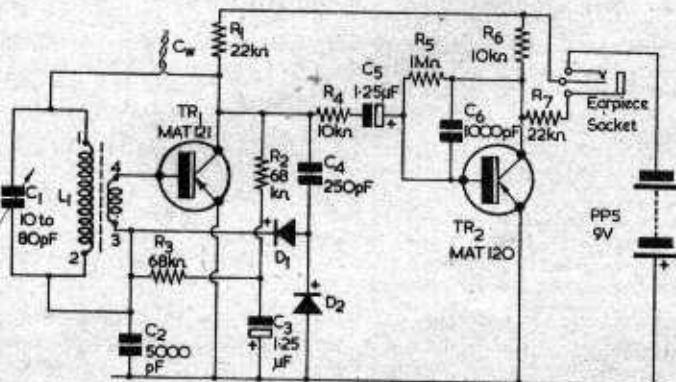 R1
22kΩ
Cw
R6
10kΩ
R5
1MΩ
C5
1·25µF
+
R4
10kΩ
R7
22kΩ
Earpiece
Socket
TR1
MAT121
C6
1000pF
1
4
L1
C1
10 to
80pF
2
3
R2
68
kΩ
C4
250pF
+
D1
TR2
MAT120
PP5
9V
+
R3
68kΩ
+
D2
C2
5000
pF
C3
1·25
µF
+